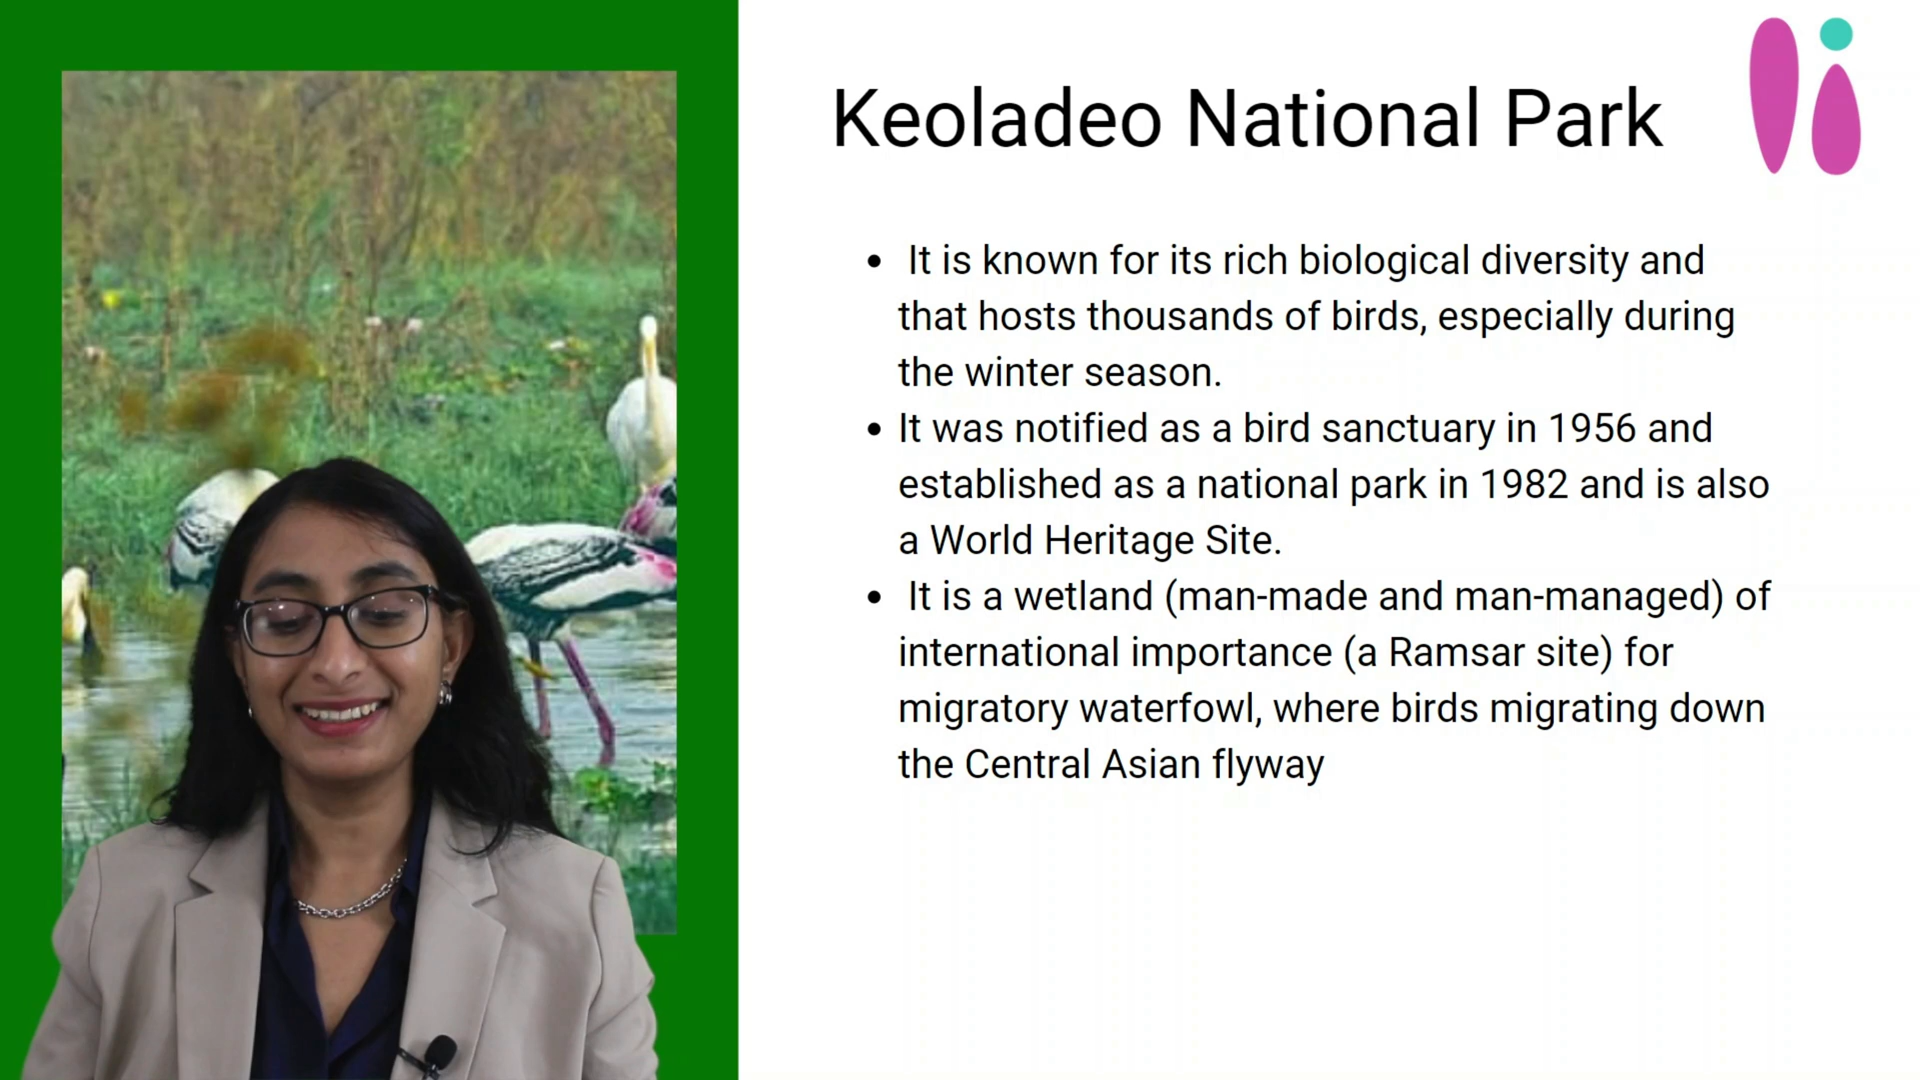 Keoladeo National Park
• It is known for its rich biological diversity and
that hosts thousands of birds, especially during
the winter season.
• It was notified as a bird sanctuary in 1956 and
established as a national park in 1982 and is also
a World Heritage Site.
• It is a wetland (man-made and man-managed) of
international importance (a Ramsar site) for
migratory waterfowl, where birds migrating down
the Central Asian flyway